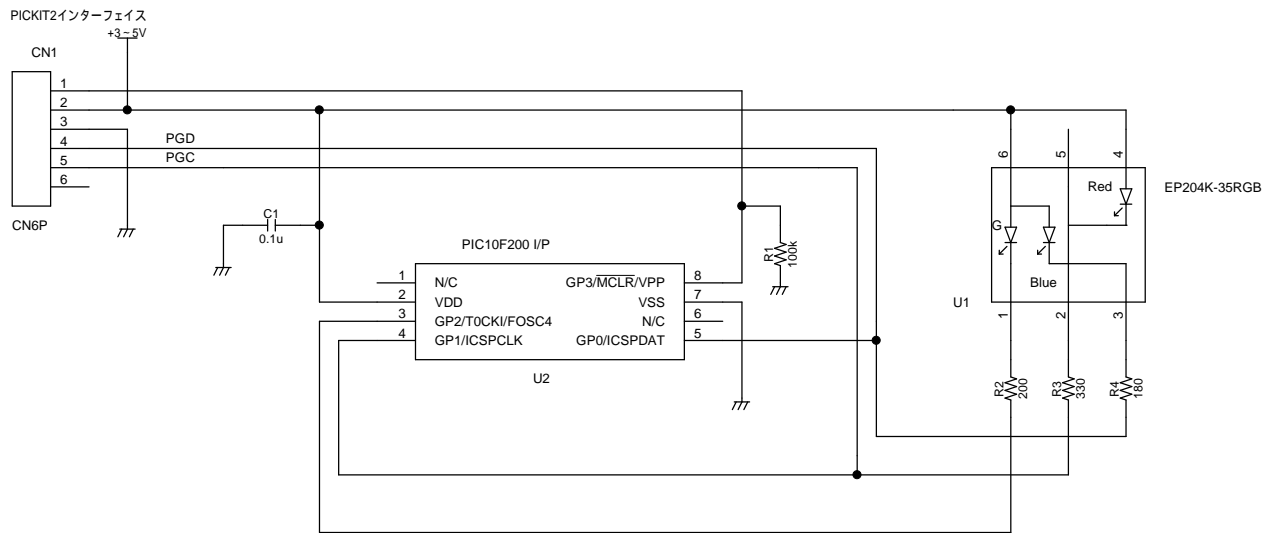 PICKIT2インターフェイス
+3~5V
CN1
1
2
3
4
5
6
PGD
PGC
CN6P
C1
0.1u
PIC10F200 I/P
1
N/C
2
VDD
3
GP2/T0CKI/FOSC4
4
GP1/ICSPCLK
GP3/MCLR/VPP
8
VSS
7
N/C
6
GP0/ICSPDAT
5
U2
R1
100k
6
5
4
Red
EP204K-35RGB
G
Blue
U1
1
2
3
R2
200
R3
330
R4
180